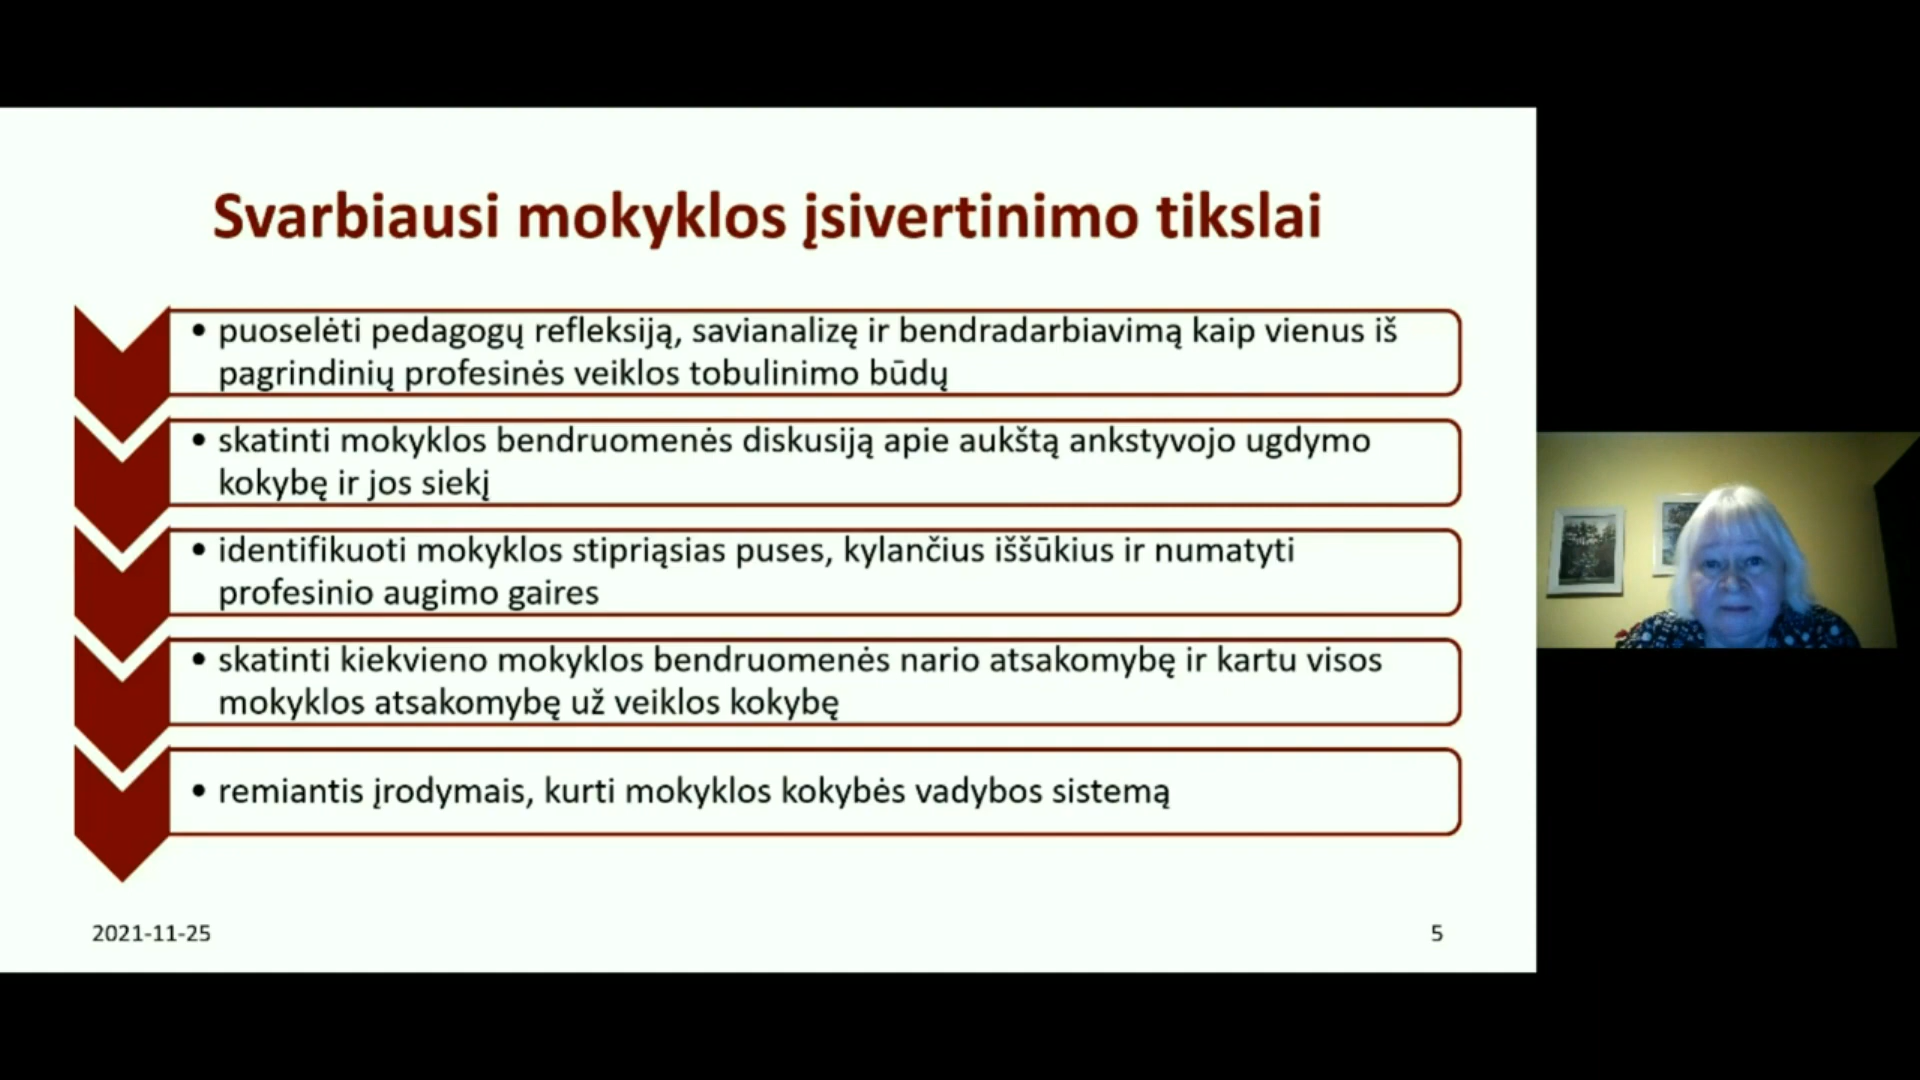 Svarbiausi mokyklos įsivertinimo tikslai
• puoselėti pedagogų refleksiją, savianalizę ir bendradarbiavimą kaip vienus iš
pagrindinių profesinės veiklos tobulinimo būdų
• skatinti mokyklos bendruomenės diskusiją apie aukštą ankstyvojo ugdymo
kokybę ir jos siekį
• identifikuoti mokyklos stipriąsias puses, kylančius iššūkius ir numatyti
profesinio augimo gaires
• skatinti kiekvieno mokyklos bendruomenės nario atsakomybę ir kartu visos
mokyklos atsakomybę už veiklos kokybę
• remiantis įrodymais, kurti mokyklos kokybės vadybos sistemą
2021-11-25
5